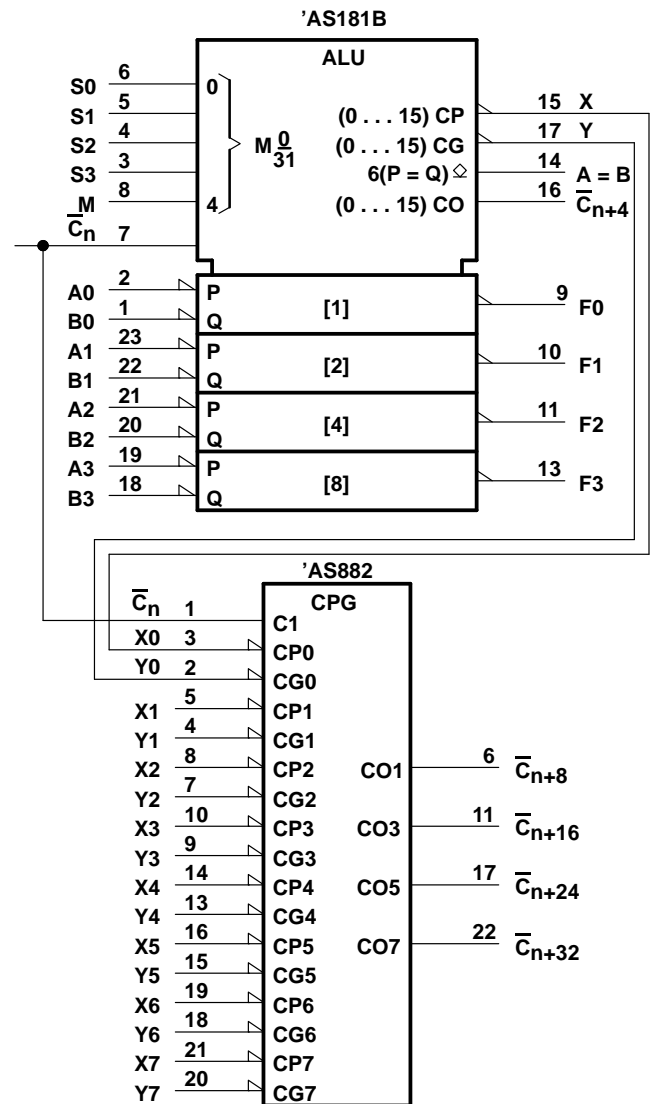 'AS181B
ALU
S0 6 0
S1 5 (0 . . . 15) CP 15 X
S2 4 M 0/31 (0 . . . 15) CG 17 Y
S3 3 6(P = Q) 14 A = B
M 8 4 (0 . . . 15) CO 16 C̅n+4
C̅n 7
A0 2 P [1] 9 F0
B0 1 Q
A1 23 P [2] 10 F1
B1 22 Q
A2 21 P [4] 11 F2
B2 20 Q
A3 19 P [8] 13 F3
B3 18 Q
'AS882
CPG
C̅n 1 C1
X0 3 CP0
Y0 2 CG0
X1 5 CP1
Y1 4 CG1
X2 8 CP2 CO1 6 C̅n+8
Y2 7 CG2
X3 10 CP3 CO3 11 C̅n+16
Y3 9 CG3
X4 14 CP4 CO5 17 C̅n+24
Y4 13 CG4
X5 16 CP5 CO7 22 C̅n+32
Y5 15 CG5
X6 19 CP6
Y6 18 CG6
X7 21 CP7
Y7 20 CG7